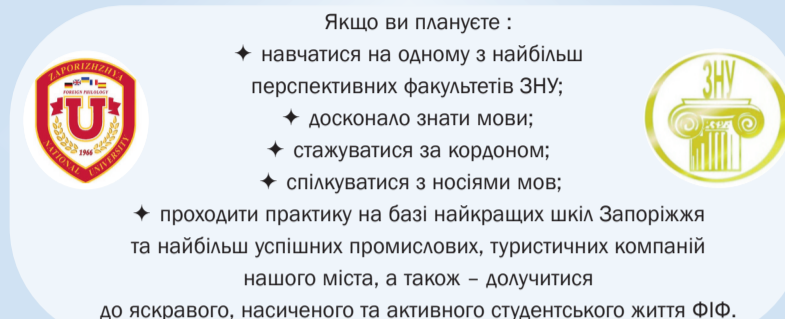 Якщо ви плануєте :
✦ навчатися на одному з найбільш
перспективних факультетів ЗНУ;
✦ досконало знати мови;
✦ стажуватися за кордоном;
✦ спілкуватися з носіями мов;
✦ проходити практику на базі найкращих шкіл Запоріжжя
та найбільш успішних промислових, туристичних компаній
нашого міста, а також – долучитися
до яскравого, насиченого та активного студентського життя ФІФ.
ZAPORIZHZHYA
FOREIGN PHILOLOGY
U
1966
NATIONAL UNIVERSITY
ЗНУ